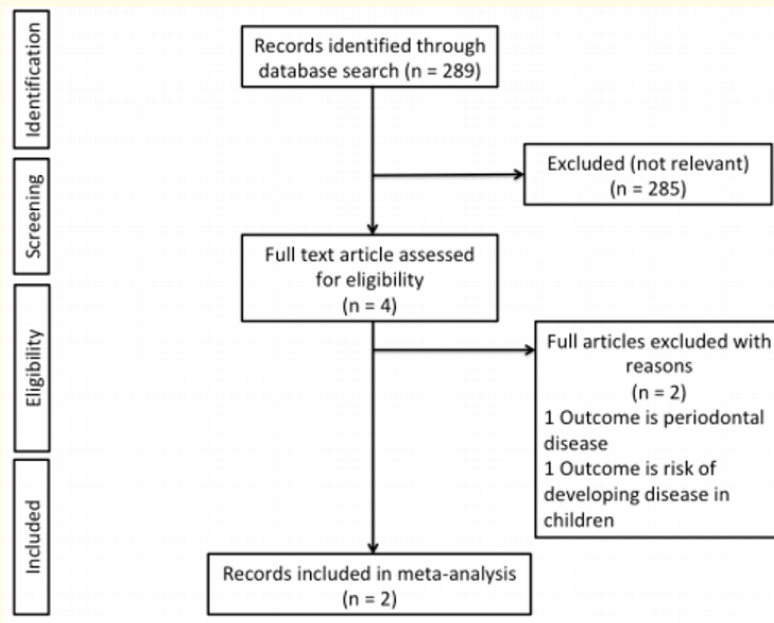 Identification
Records identified through
database search (n = 289)
Excluded (not relevant)
(n = 285)
Screening
Full text article assessed
for eligibility
(n = 4)
Eligibility
Full articles excluded with
reasons
(n = 2)
1 Outcome is periodontal
disease
1 Outcome is risk of
developing disease in
children
Included
Records included in meta-analysis
(n = 2)